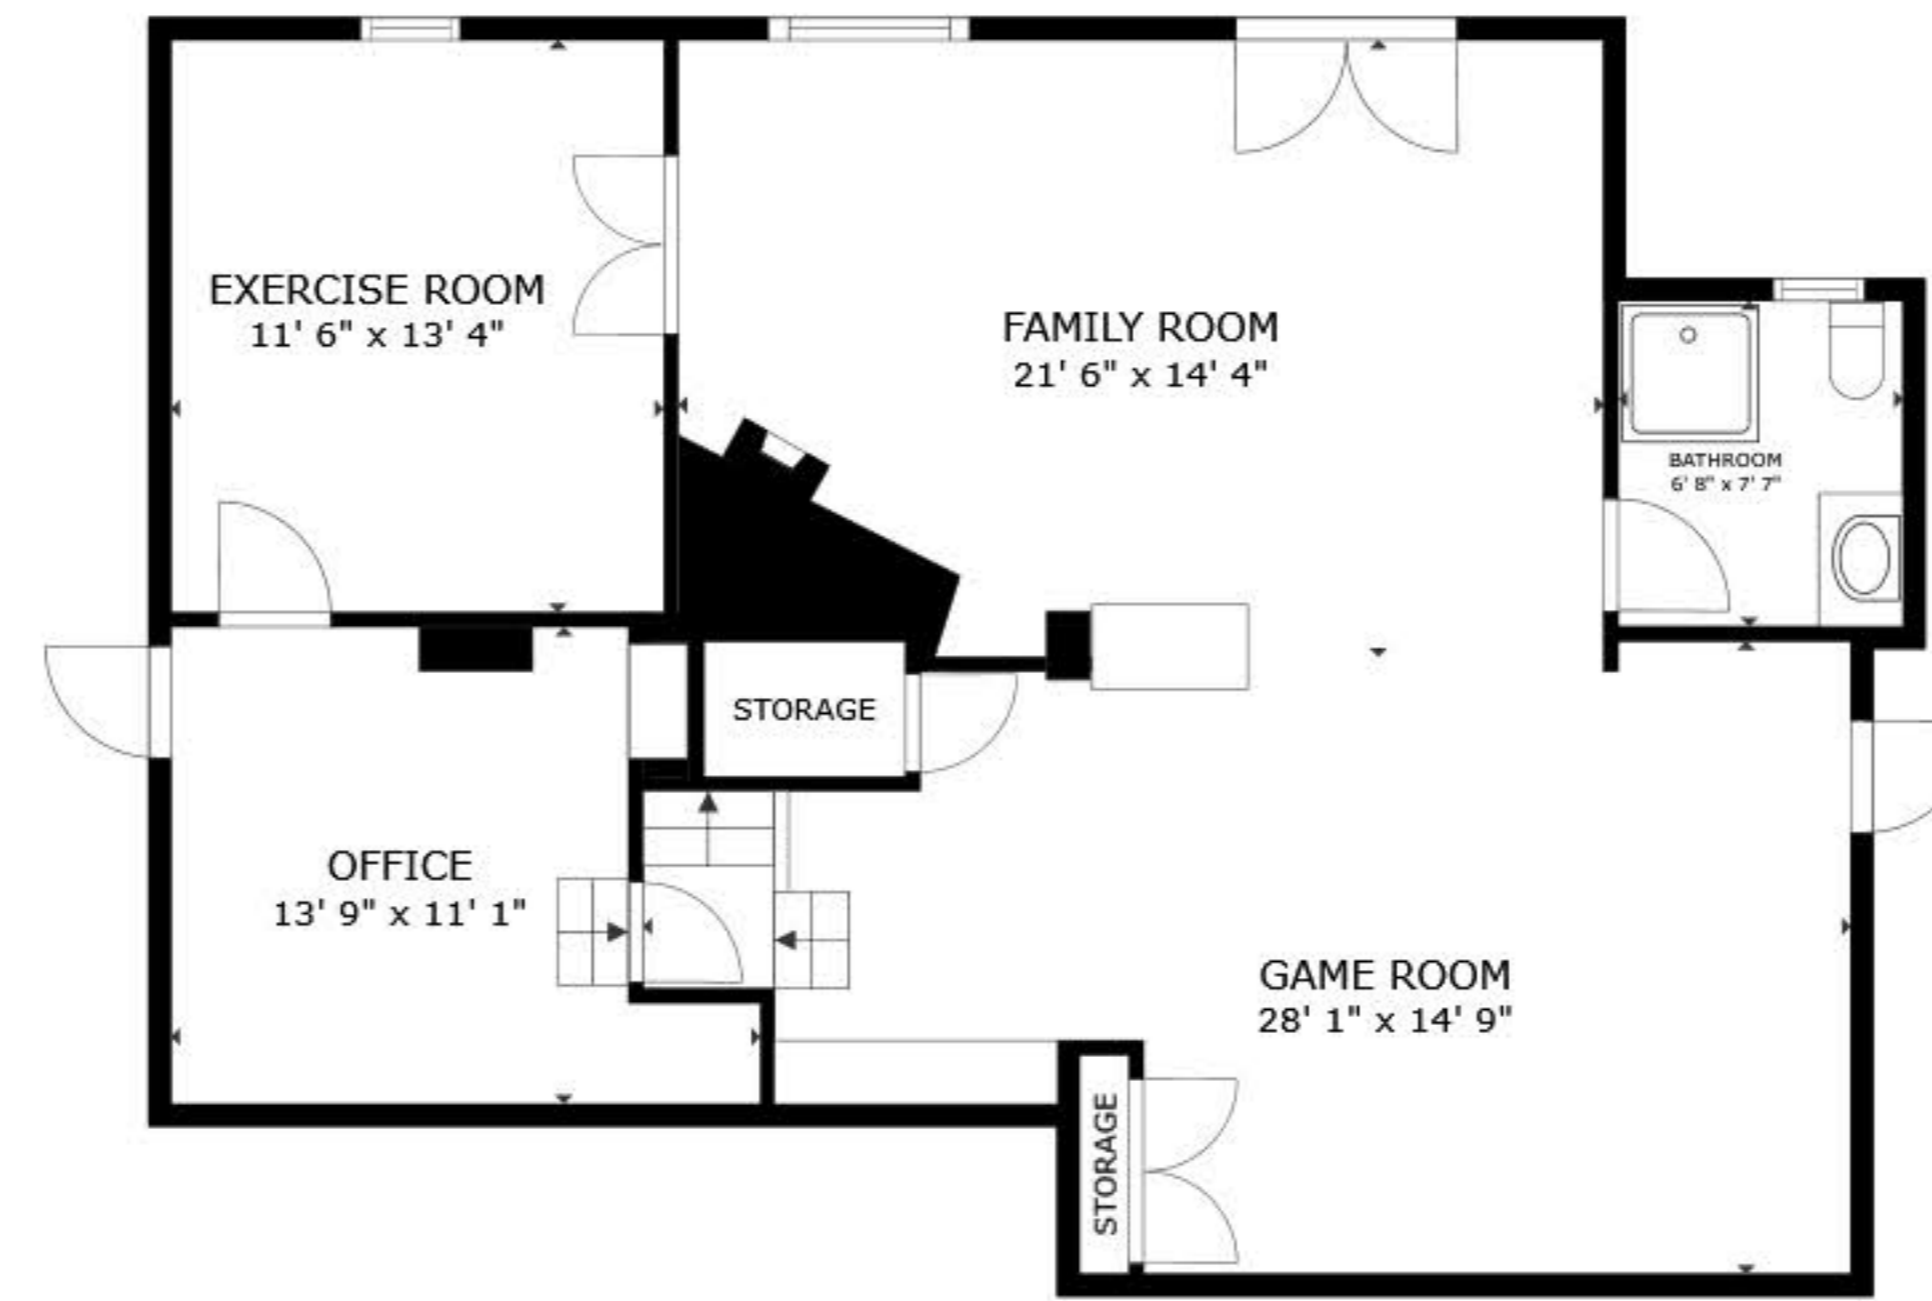 EXERCISE ROOM
11' 6" x 13' 4"
FAMILY ROOM
21' 6" x 14' 4"
BATHROOM
6' 8" x 7' 7"
STORAGE
OFFICE
13' 9" x 11' 1"
GAME ROOM
28' 1" x 14' 9"
STORAGE